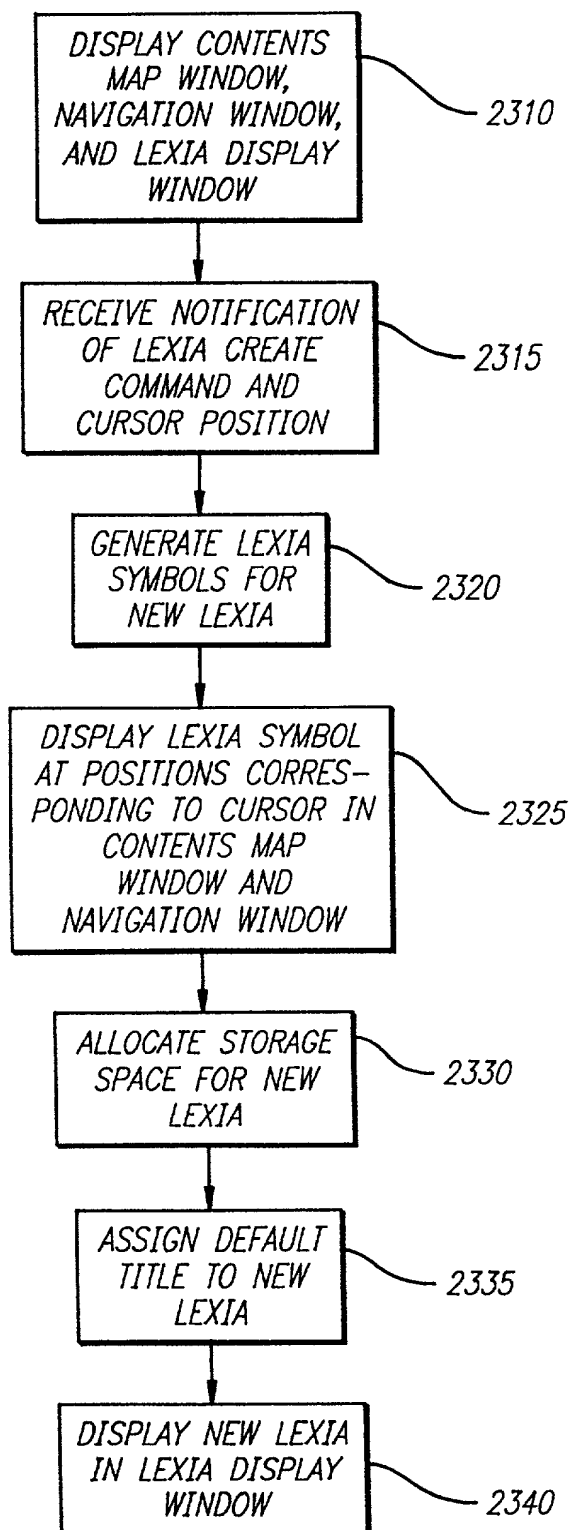 DISPLAY CONTENTS
MAP WINDOW,
NAVIGATION WINDOW,
AND LEXIA DISPLAY
WINDOW
2310
RECEIVE NOTIFICATION
OF LEXIA CREATE
COMMAND AND
CURSOR POSITION
2315
GENERATE LEXIA
SYMBOLS FOR
NEW LEXIA
2320
DISPLAY LEXIA SYMBOL
AT POSITIONS CORRES-
PONDING TO CURSOR IN
CONTENTS MAP
WINDOW AND
NAVIGATION WINDOW
2325
ALLOCATE STORAGE
SPACE FOR NEW
LEXIA
2330
ASSIGN DEFAULT
TITLE TO NEW
LEXIA
2335
DISPLAY NEW LEXIA
IN LEXIA DISPLAY
WINDOW
2340